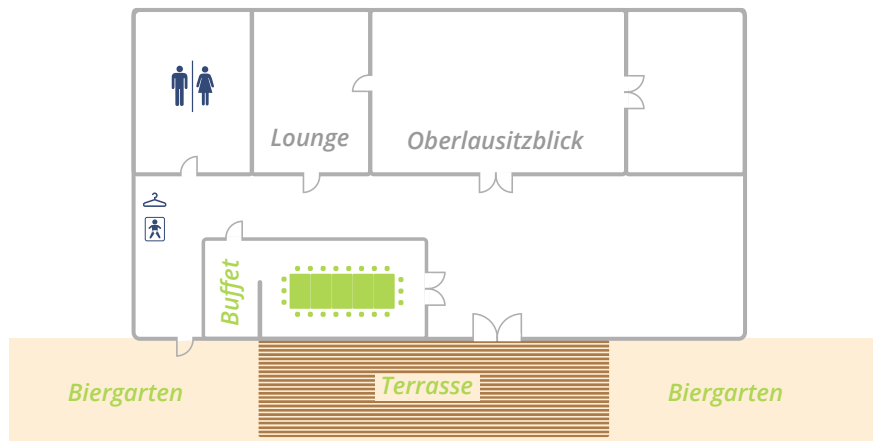 Lounge
Oberlausitzblick
Buffet
Biergarten
Terrasse
Biergarten